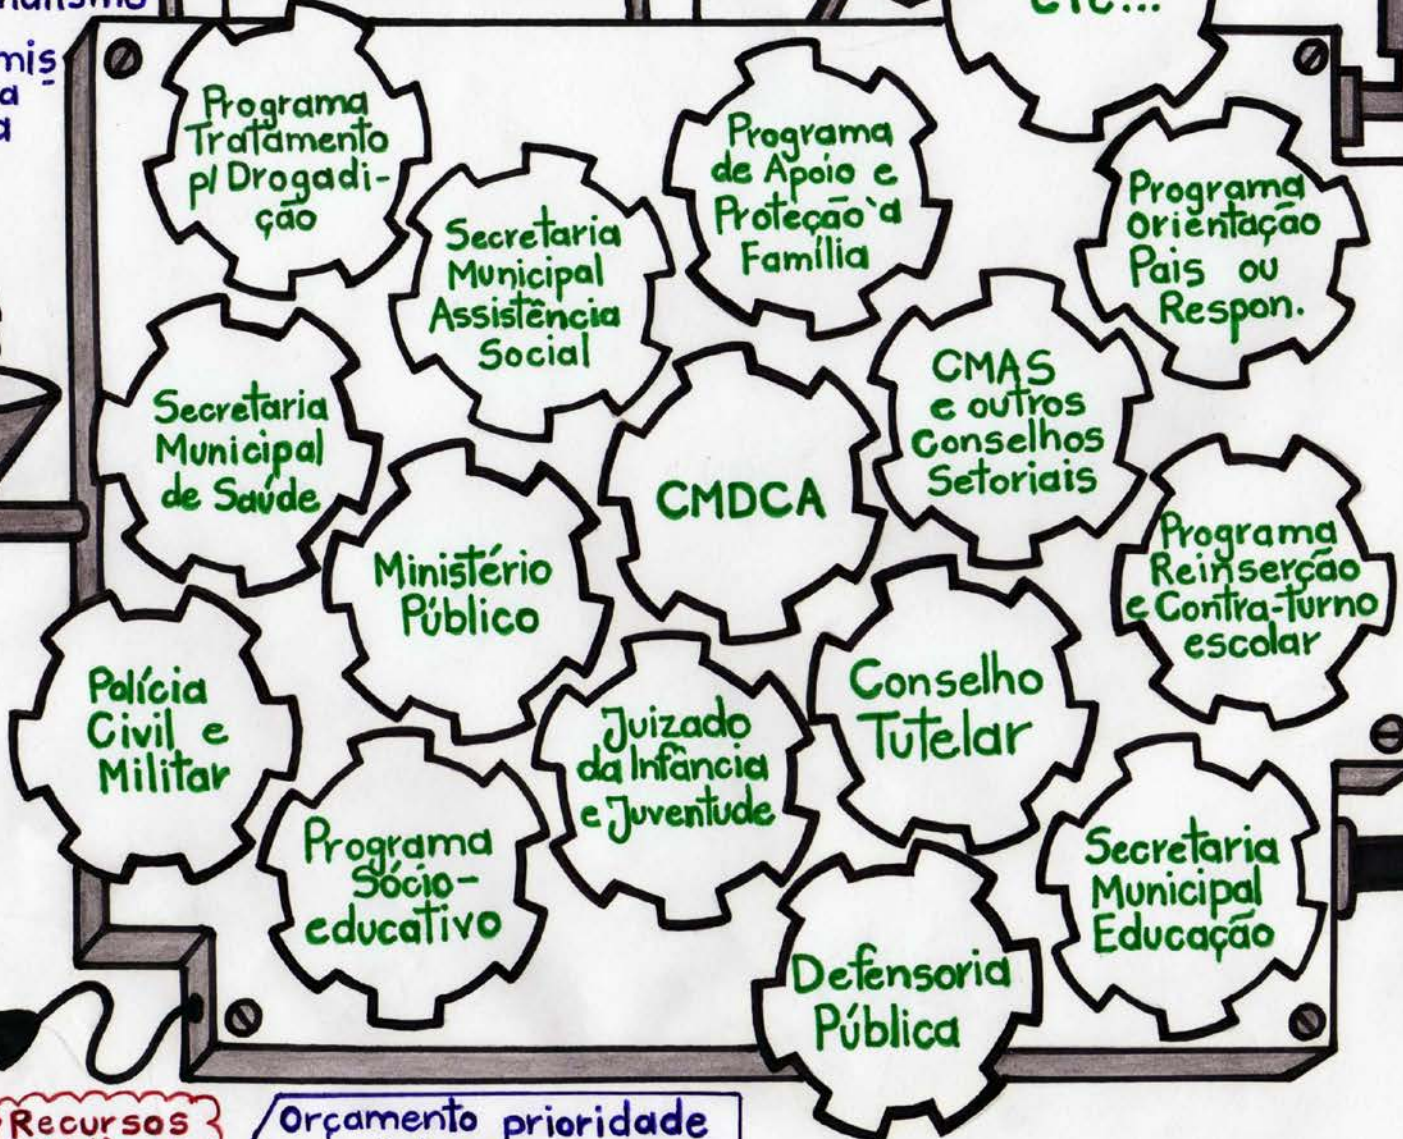 etc...
Programa
Tratamento
p/ Drogadi-
ção
Secretaria
Municipal
Assistência
Social
Programa
de Apoio e
Proteção à
Família
Programa
Orientação
Pais ou
Respon.
Secretaria
Municipal
de Saúde
CMDCA
CMAS
e outros
Conselhos
Setoriais
Ministério
Público
Programa
Reinserção
e Contra-turno
escolar
Polícia
Civil e
Militar
Juizado
da Infância
e Juventude
Conselho
Tutelar
Programa
Sócio-
educativo
Secretaria
Municipal
Educação
Defensoria
Pública
Recursos
Orçamento prioridade